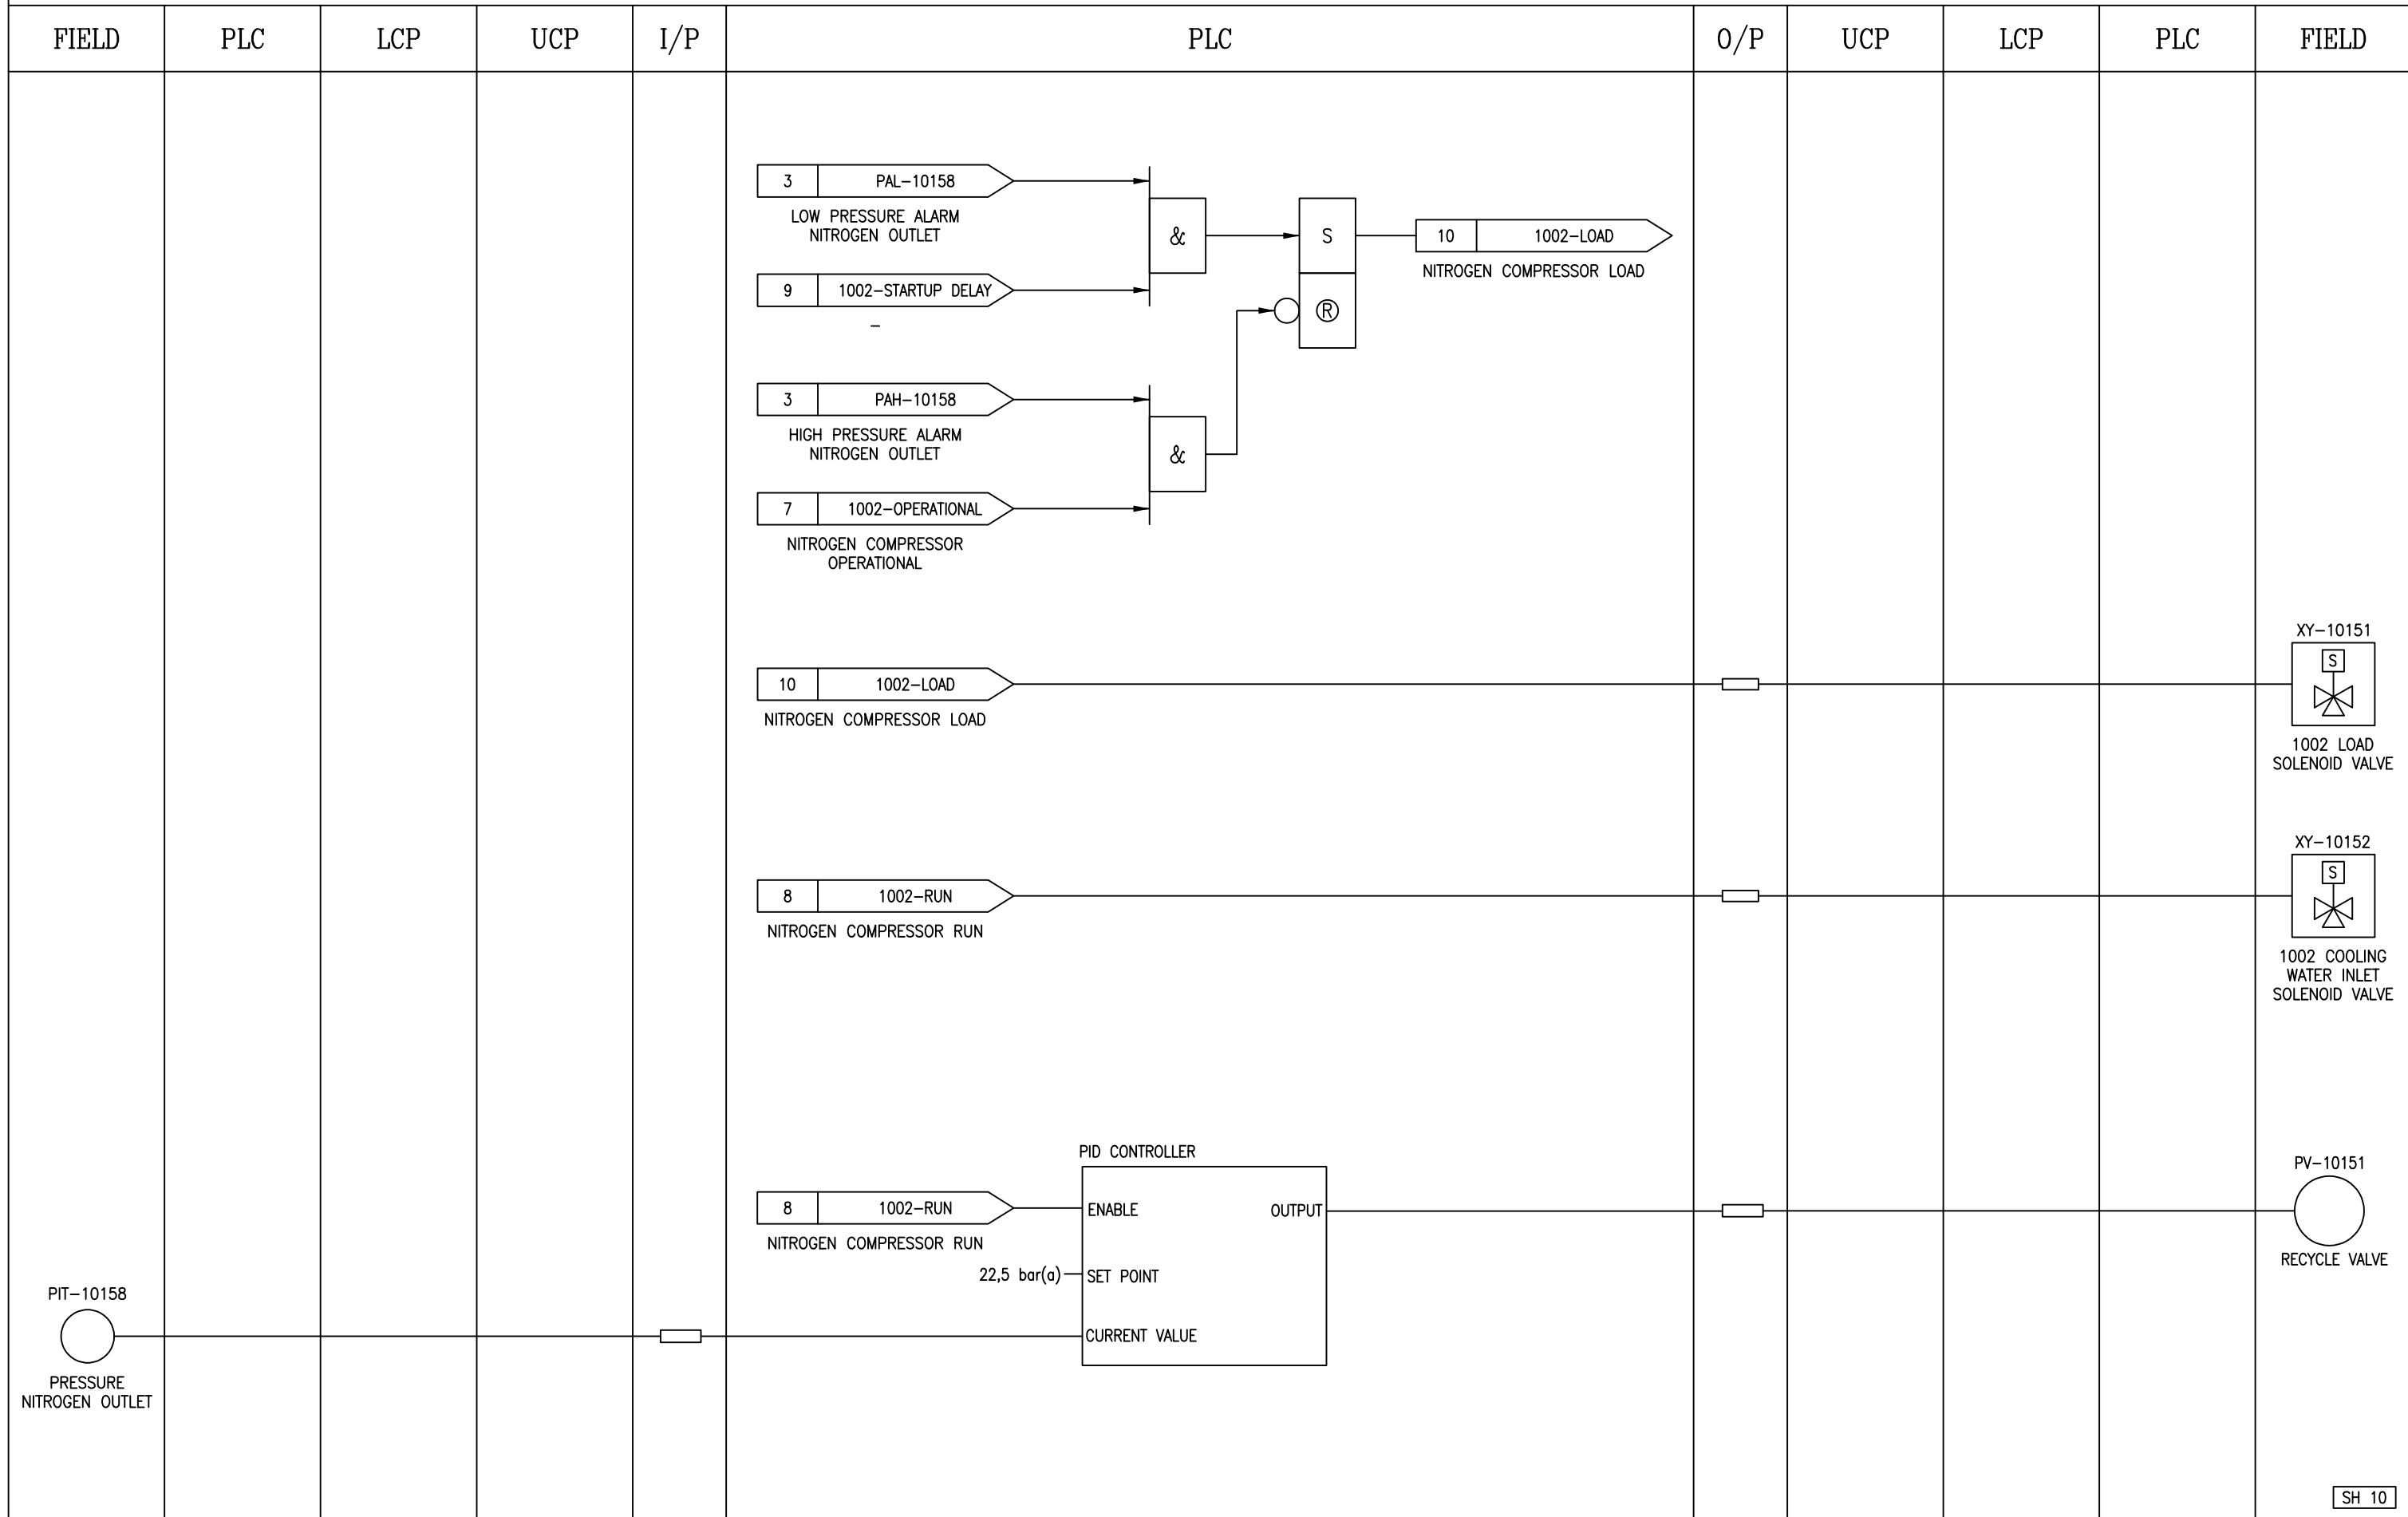 FIELD PLC LCP UCP I/P PLC O/P UCP LCP PLC FIELD
3 PAL-10158
LOW PRESSURE ALARM
NITROGEN OUTLET
&
S
10 1002-LOAD
NITROGEN COMPRESSOR LOAD
9 1002-STARTUP DELAY
-
R
3 PAH-10158
HIGH PRESSURE ALARM
NITROGEN OUTLET
&
7 1002-OPERATIONAL
NITROGEN COMPRESSOR
OPERATIONAL
10 1002-LOAD
NITROGEN COMPRESSOR LOAD
XY-10151
S
1002 LOAD
SOLENOID VALVE
8 1002-RUN
NITROGEN COMPRESSOR RUN
XY-10152
S
1002 COOLING
WATER INLET
SOLENOID VALVE
PID CONTROLLER
8 1002-RUN
NITROGEN COMPRESSOR RUN
ENABLE OUTPUT
22,5 bar(a) SET POINT
CURRENT VALUE
PV-10151
RECYCLE VALVE
PIT-10158
PRESSURE
NITROGEN OUTLET
SH 10